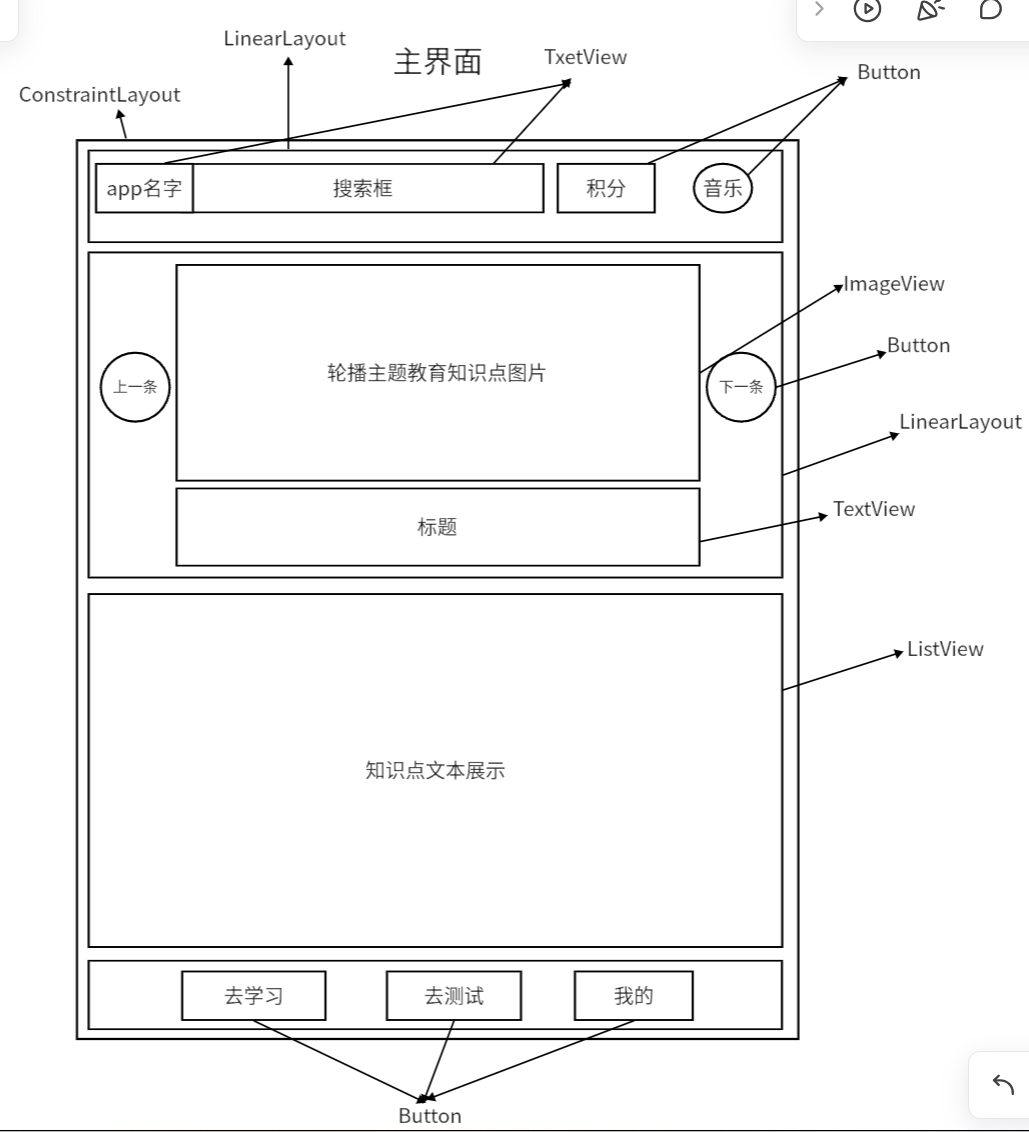 LinearLayout
主界面
TxetView
Button
ConstraintLayout
app名字
搜索框
积分
音乐
ImageView
轮播主题教育知识点图片
Button
上一条
下一条
LinearLayout
TextView
标题
ListView
知识点文本展示
去学习
去测试
我的
Button